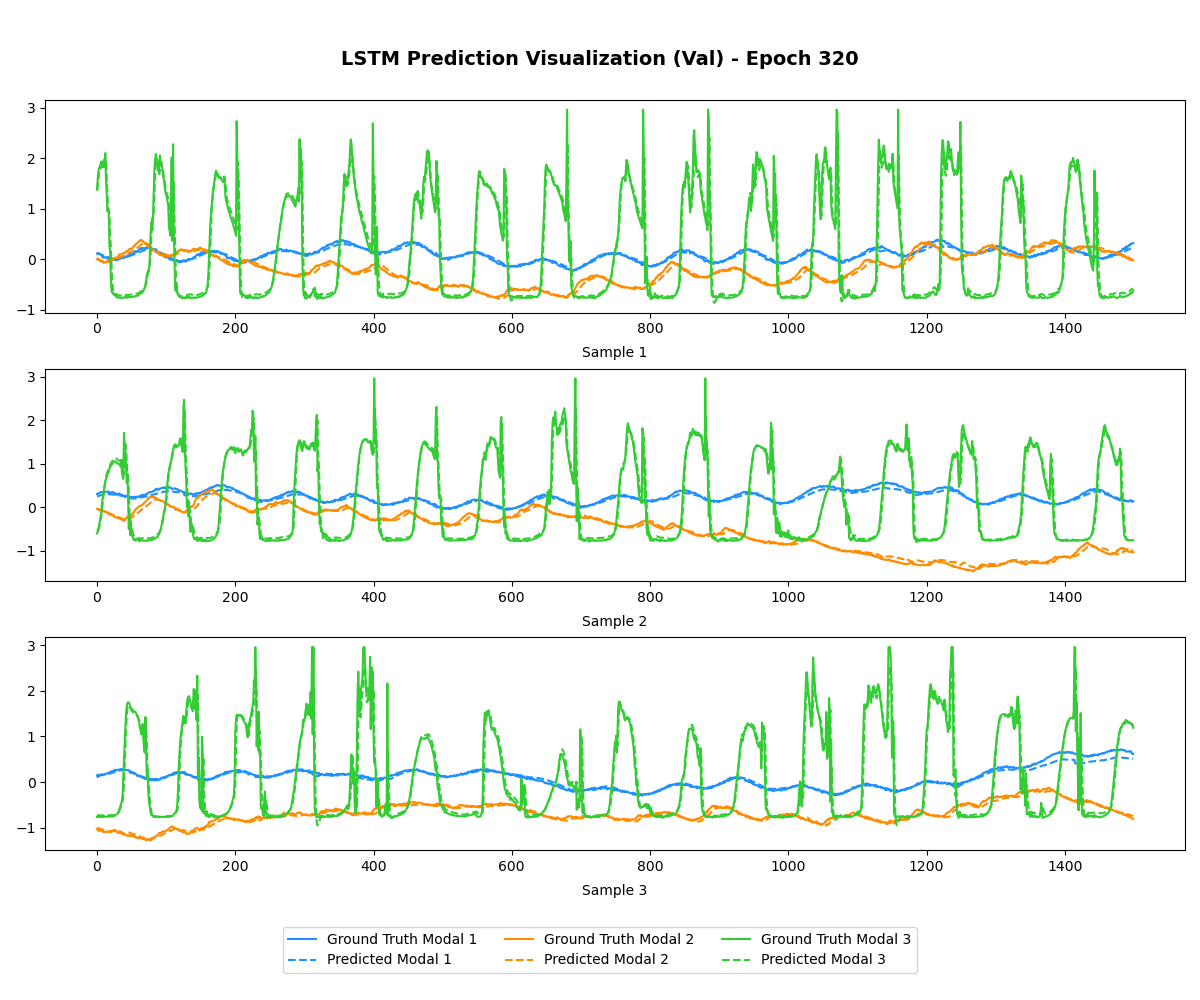 LSTM Prediction Visualization (Val) - Epoch 320
3
2
1
0
−1
0 200 400 600 800 1000 1200 1400
Sample 1
3
2
1
0
−1
0 200 400 600 800 1000 1200 1400
Sample 2
3
2
1
0
−1
0 200 400 600 800 1000 1200 1400
Sample 3
Ground Truth Modal 1 Ground Truth Modal 2 Ground Truth Modal 3
Predicted Modal 1 Predicted Modal 2 Predicted Modal 3